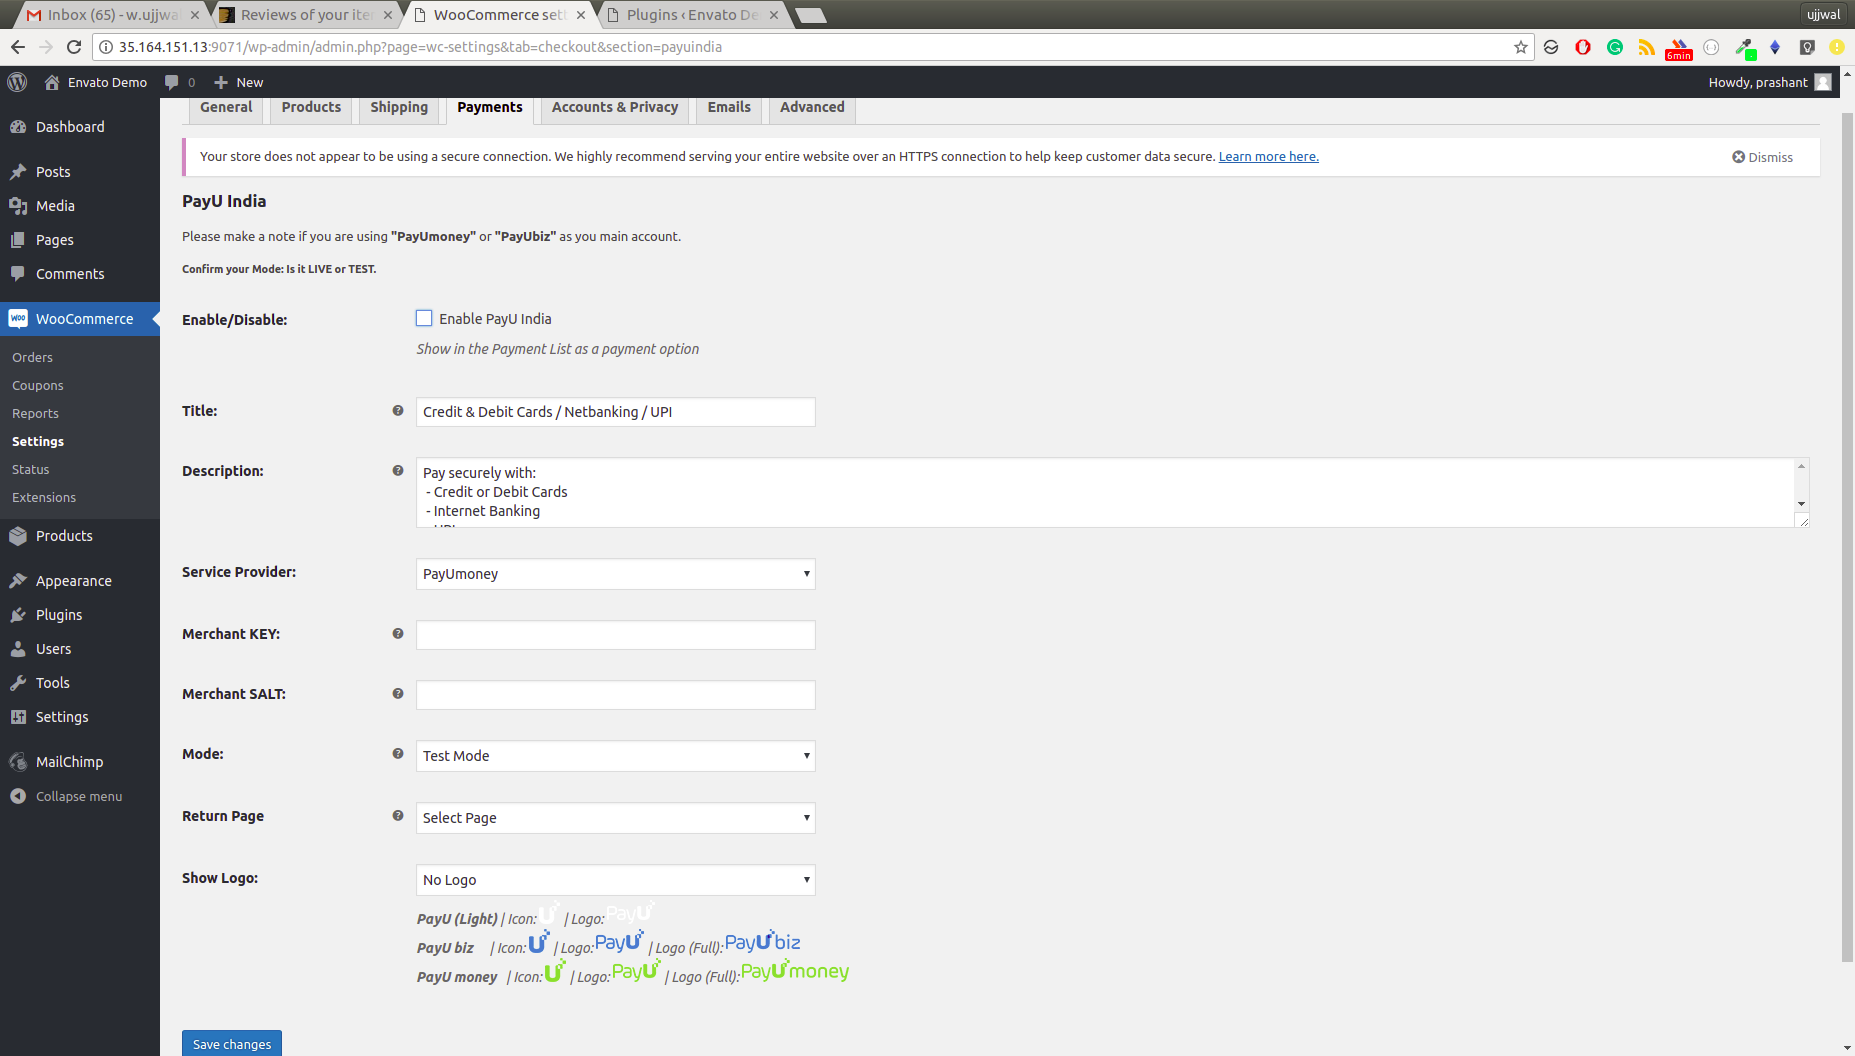 Inbox (65) - w.ujjwa
Reviews of your iter
WooCommerce sett
Plugins ‹ Envato De
ujjwal
35.164.151.13:9071/wp-admin/admin.php?page=wc-settings&tab=checkout&section=payuindia
6min
Envato Demo
0
New
Howdy, prashant
General
Products
Shipping
Payments
Accounts & Privacy
Emails
Advanced
Your store does not appear to be using a secure connection. We highly recommend serving your entire website over an HTTPS connection to help keep customer data secure. Learn more here.
Dismiss
Dashboard
Posts
Media
Pages
Comments
WooCommerce
Orders
Coupons
Reports
Settings
Status
Extensions
Products
Appearance
Plugins
Users
Tools
Settings
MailChimp
Collapse menu
PayU India
Please make a note if you are using "PayUmoney" or "PayUbiz" as you main account.
Confirm your Mode: Is it LIVE or TEST.
Enable/Disable:
Enable PayU India
Show in the Payment List as a payment option
Title:
Credit & Debit Cards / Netbanking / UPI
Description:
Pay securely with:
- Credit or Debit Cards
- Internet Banking
- UPI
Service Provider:
PayUmoney
Merchant KEY:
Merchant SALT:
Mode:
Test Mode
Return Page
Select Page
Show Logo:
No Logo
PayU (Light) | Icon: U | Logo: PayU
PayU biz | Icon: U | Logo: PayU | Logo (Full): PayUbiz
PayU money | Icon: U | Logo: PayU | Logo (Full): PayUmoney
Save changes